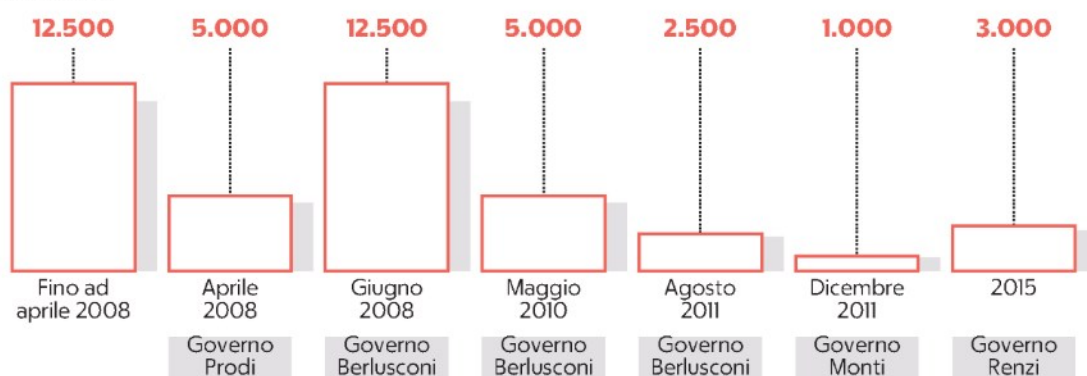 12.500 5.000 12.500 5.000 2.500 1.000 3.000
Fino ad
aprile 2008
Aprile
2008
Giugno
2008
Maggio
2010
Agosto
2011
Dicembre
2011
2015
Governo
Prodi
Governo
Berlusconi
Governo
Berlusconi
Governo
Berlusconi
Governo
Monti
Governo
Renzi